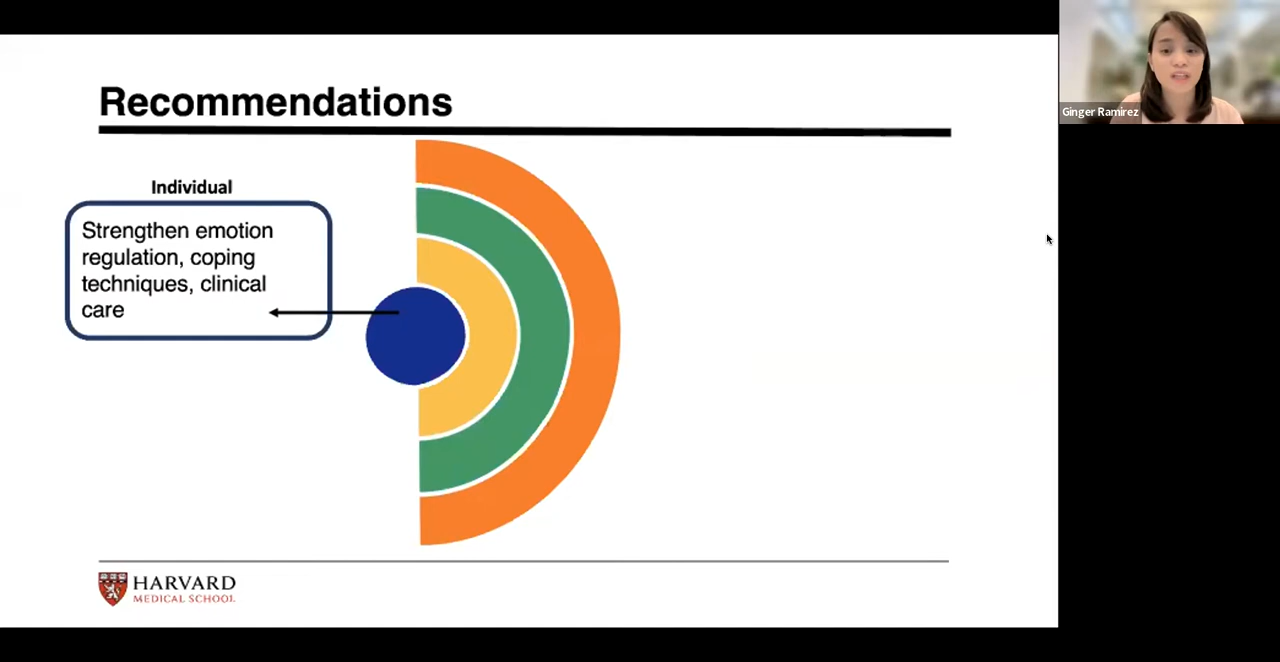 Recommendations
Individual
Strengthen emotion
regulation, coping
techniques, clinical
care
HARVARD
MEDICAL SCHOOL
Ginger Ramirez